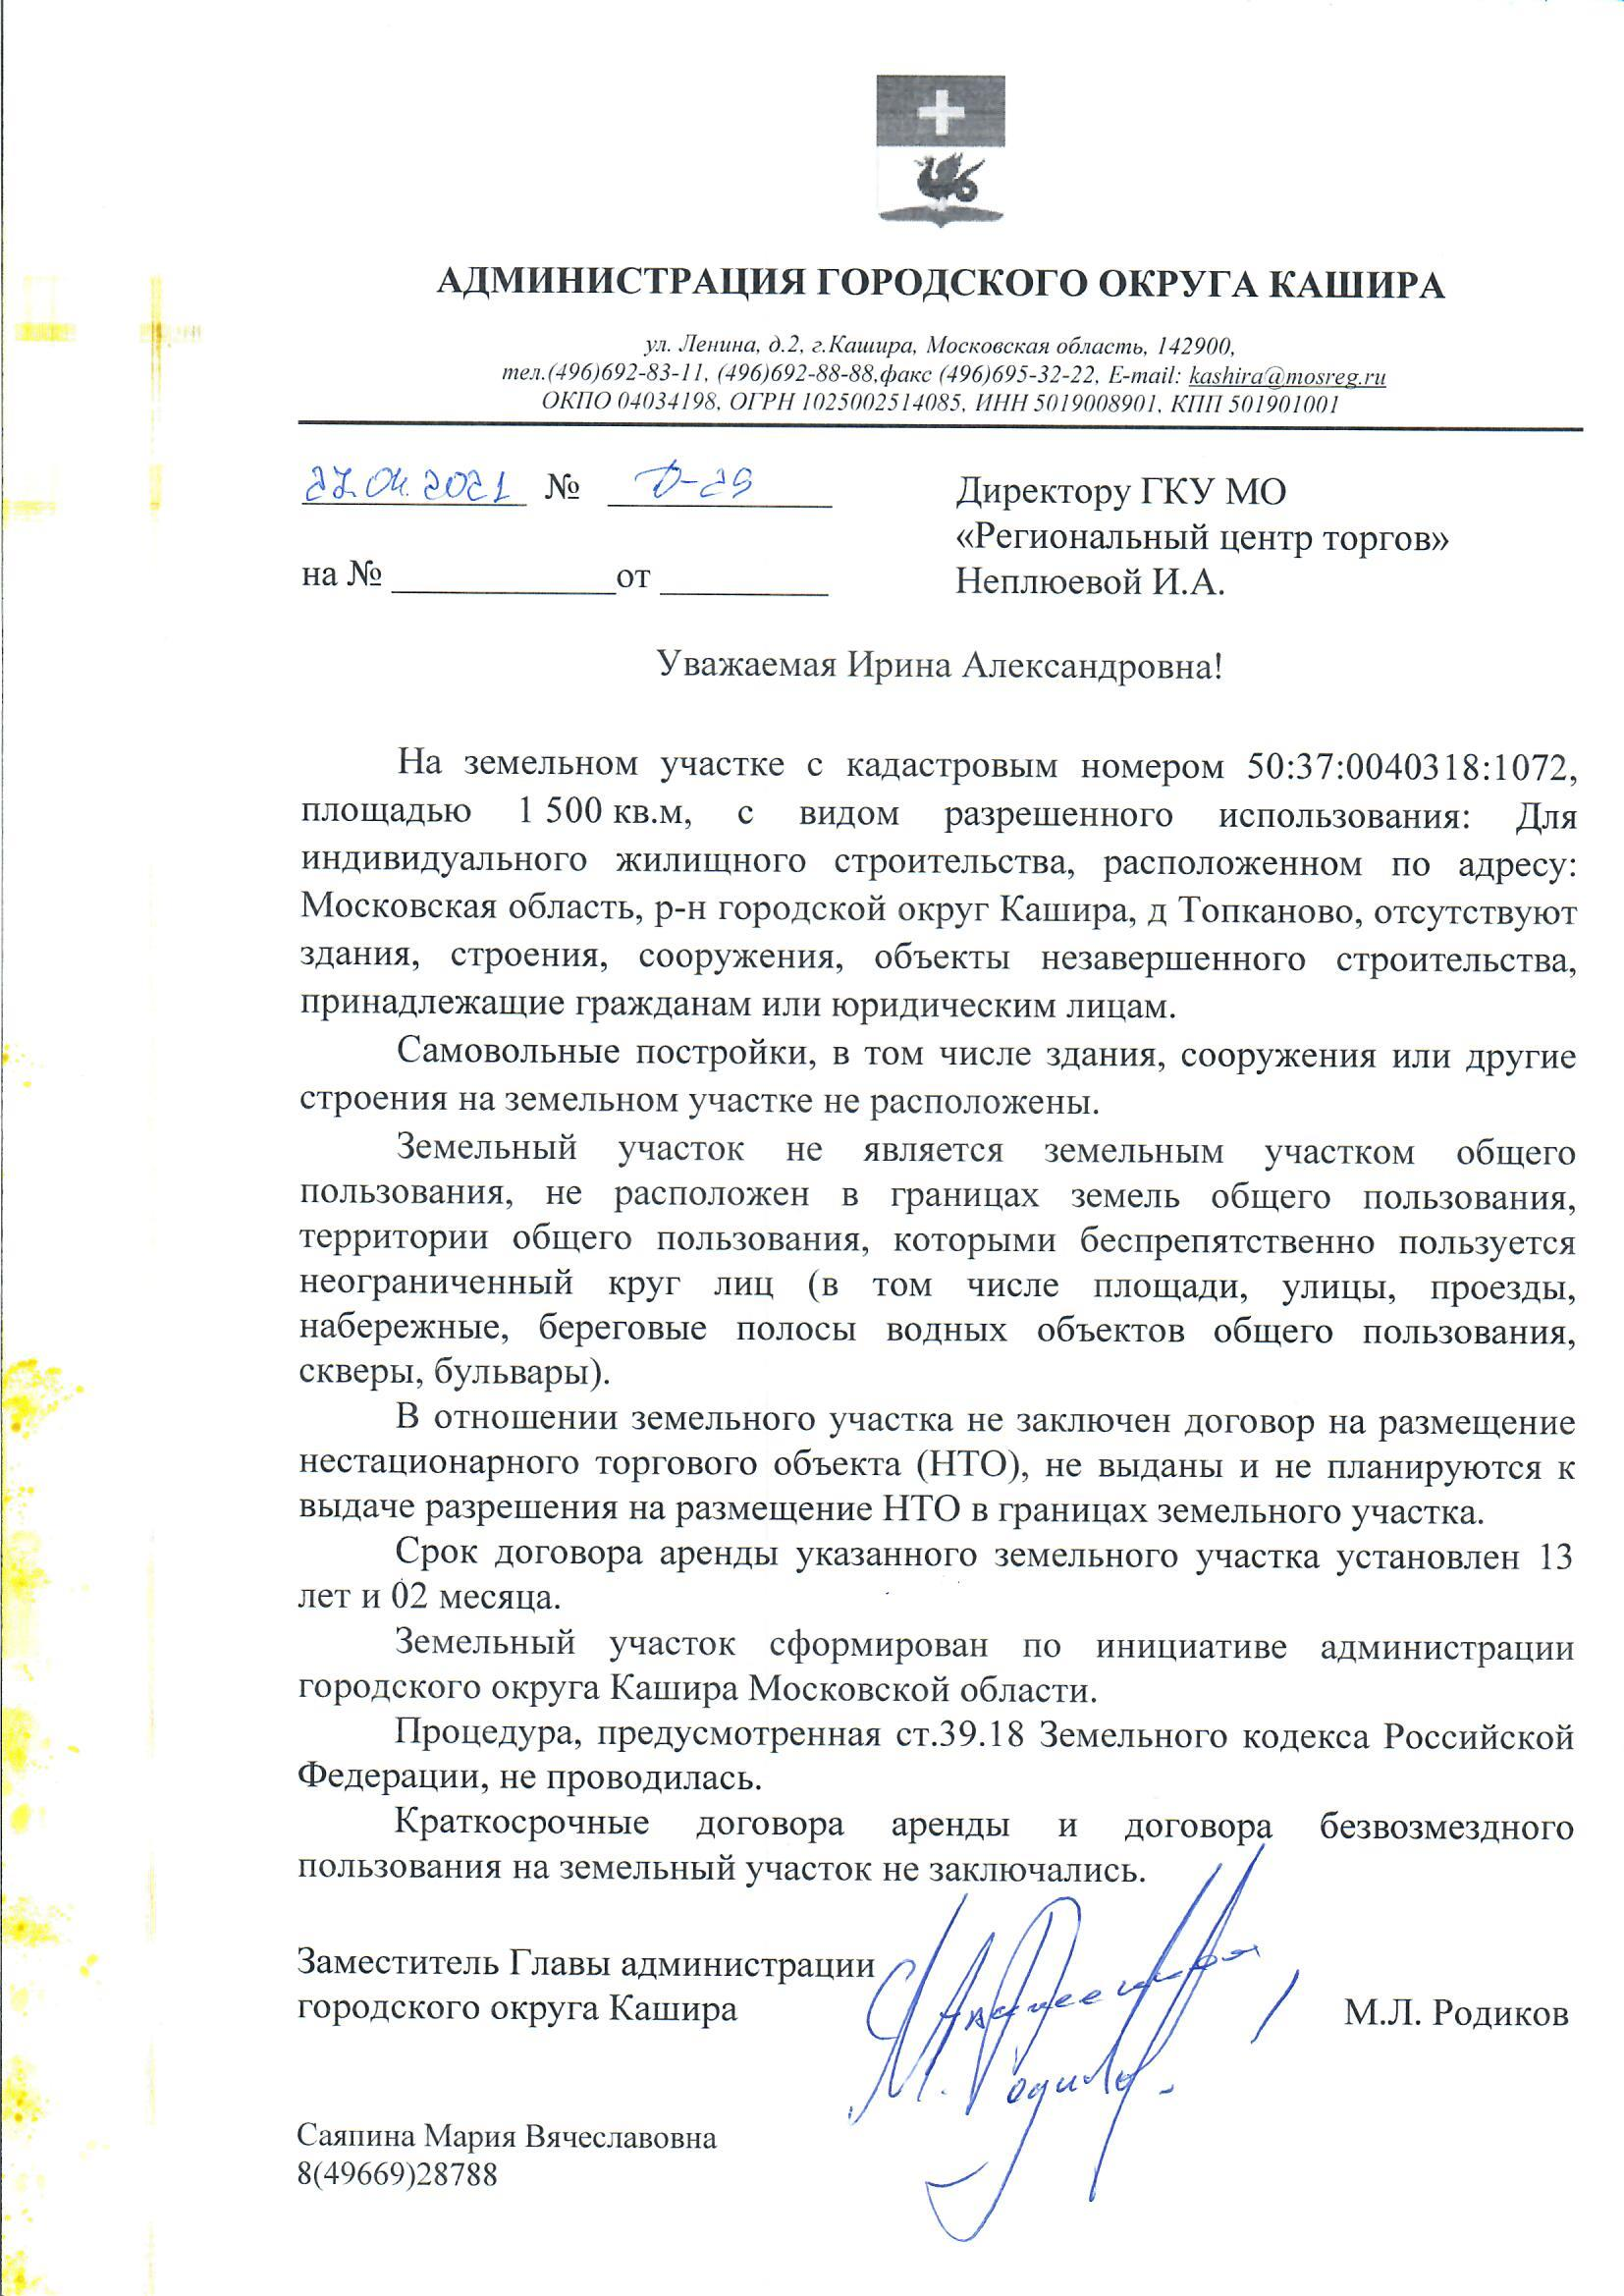 АДМИНИСТРАЦИЯ ГОРОДСКОГО ОКРУГА КАШИРА
ул. Ленина, д.2, г.Кашира, Московская область, 142900,
тел.(496)692-83-11, (496)692-88-88,факс (496)695-32-22, E-mail: kashira@mosreg.ru
ОКПО 04034198, ОГРН 1025002514085, ИНН 5019008901, КПП 501901001
27.04.2021 № D-29
на № ____________от _________
Директору ГКУ МО
«Региональный центр торгов»
Неплюевой И.А.
Уважаемая Ирина Александровна!
На земельном участке с кадастровым номером 50:37:0040318:1072,
площадью 1 500 кв.м, с видом разрешенного использования: Для
индивидуального жилищного строительства, расположенном по адресу:
Московская область, р-н городской округ Кашира, д Топканово, отсутствуют
здания, строения, сооружения, объекты незавершенного строительства,
принадлежащие гражданам или юридическим лицам.
Самовольные постройки, в том числе здания, сооружения или другие
строения на земельном участке не расположены.
Земельный участок не является земельным участком общего
пользования, не расположен в границах земель общего пользования,
территории общего пользования, которыми беспрепятственно пользуется
неограниченный круг лиц (в том числе площади, улицы, проезды,
набережные, береговые полосы водных объектов общего пользования,
скверы, бульвары).
В отношении земельного участка не заключен договор на размещение
нестационарного торгового объекта (НТО), не выданы и не планируются к
выдаче разрешения на размещение НТО в границах земельного участка.
Срок договора аренды указанного земельного участка установлен 13
лет и 02 месяца.
Земельный участок сформирован по инициативе администрации
городского округа Кашира Московской области.
Процедура, предусмотренная ст.39.18 Земельного кодекса Российской
Федерации, не проводилась.
Краткосрочные договора аренды и договора безвозмездного
пользования на земельный участок не заключались.
Заместитель Главы администрации
городского округа Кашира
М.Л. Родиков
Саяпина Мария Вячеславовна
8(49669)28788